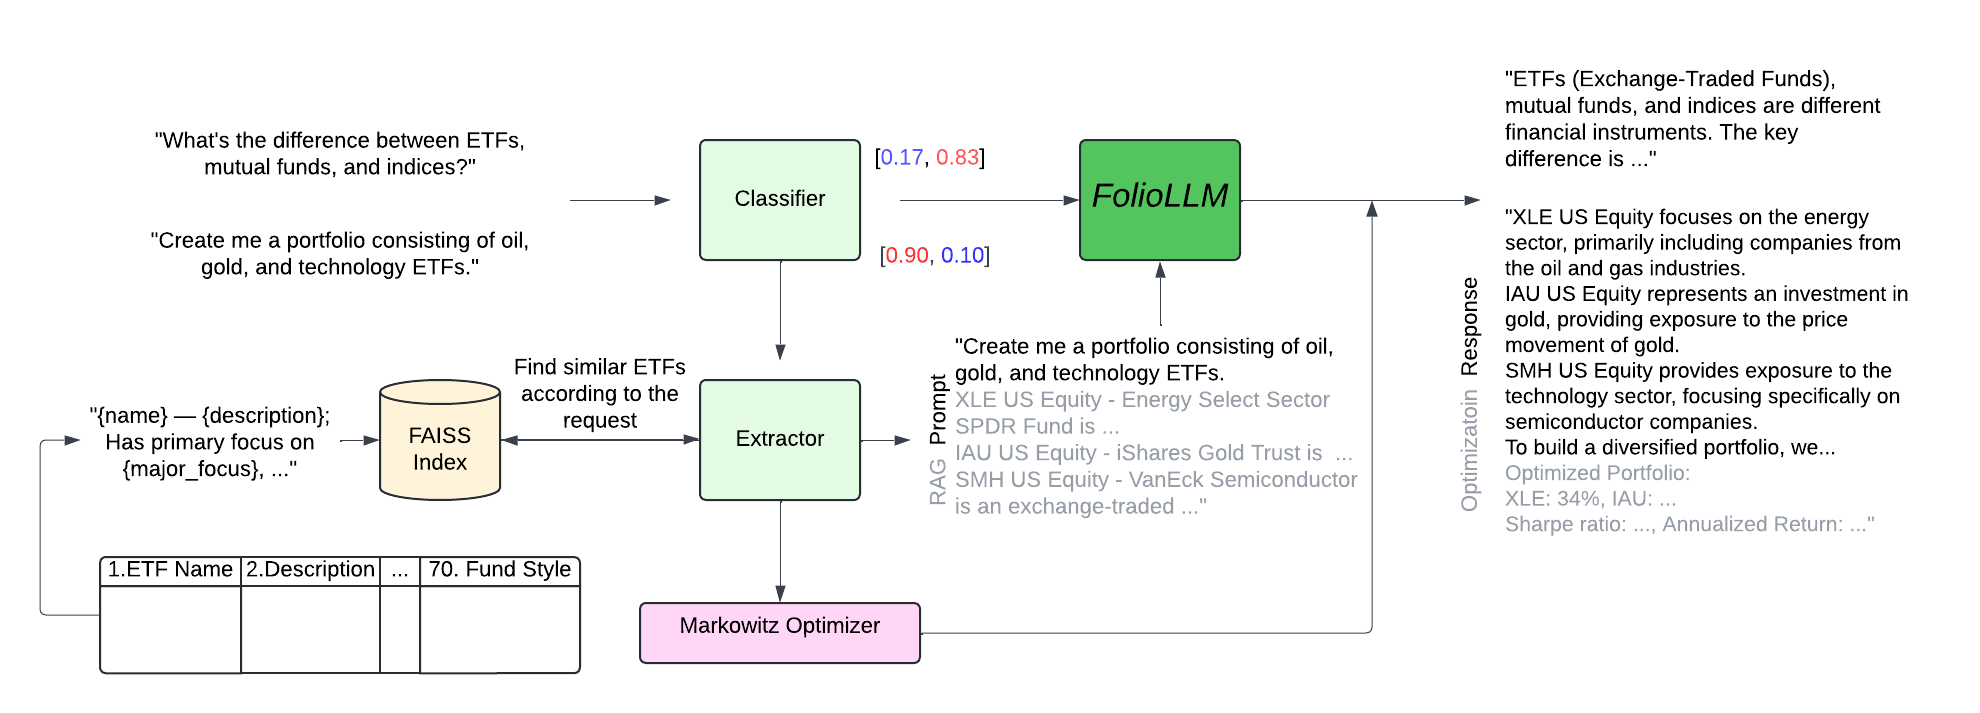 "What's the difference between ETFs,
mutual funds, and indices?"
"Create me a portfolio consisting of oil,
gold, and technology ETFs."
Classifier
[0.17, 0.83]
[0.90, 0.10]
FolioLLM
"ETFs (Exchange-Traded Funds),
mutual funds, and indices are different
financial instruments. The key
difference is ..."
"XLE US Equity focuses on the energy
sector, primarily including companies from
the oil and gas industries.
IAU US Equity represents an investment in
gold, providing exposure to the price
movement of gold.
SMH US Equity provides exposure to the
technology sector, focusing specifically on
semiconductor companies.
To build a diversified portfolio, we...
Optimized Portfolio:
XLE: 34%, IAU: ...
Sharpe ratio: ..., Annualized Return: ..."
Optimizatoin Response
"{name} — {description};
Has primary focus on
{major_focus}, ..."
FAISS
Index
Find similar ETFs
according to the
request
Extractor
RAG Prompt
"Create me a portfolio consisting of oil,
gold, and technology ETFs.
XLE US Equity - Energy Select Sector
SPDR Fund is ...
IAU US Equity - iShares Gold Trust is ...
SMH US Equity - VanEck Semiconductor
is an exchange-traded ..."
1.ETF Name 2.Description ... 70. Fund Style
Markowitz Optimizer